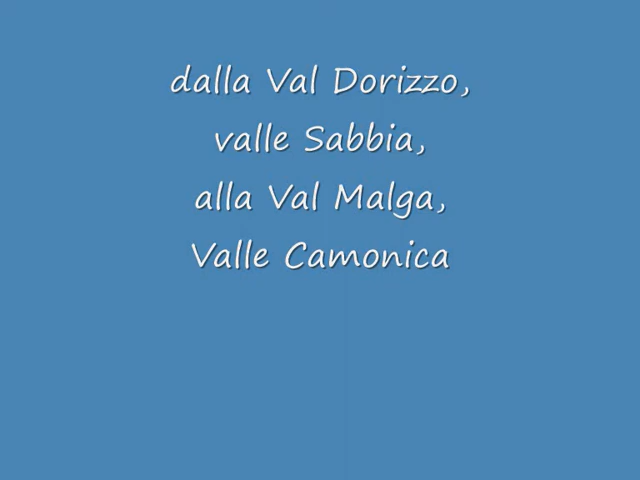 dalla Val Dorizzo,
valle Sabbia,
alla Val Malga,
Valle Camonica